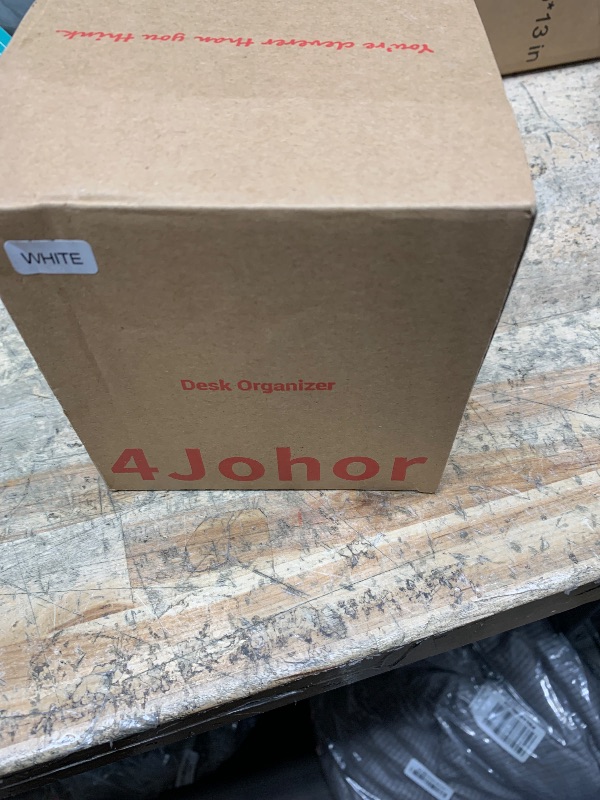 You're cleverer than you think.
"*13 in
WHITE
Desk Organizer
4Johor